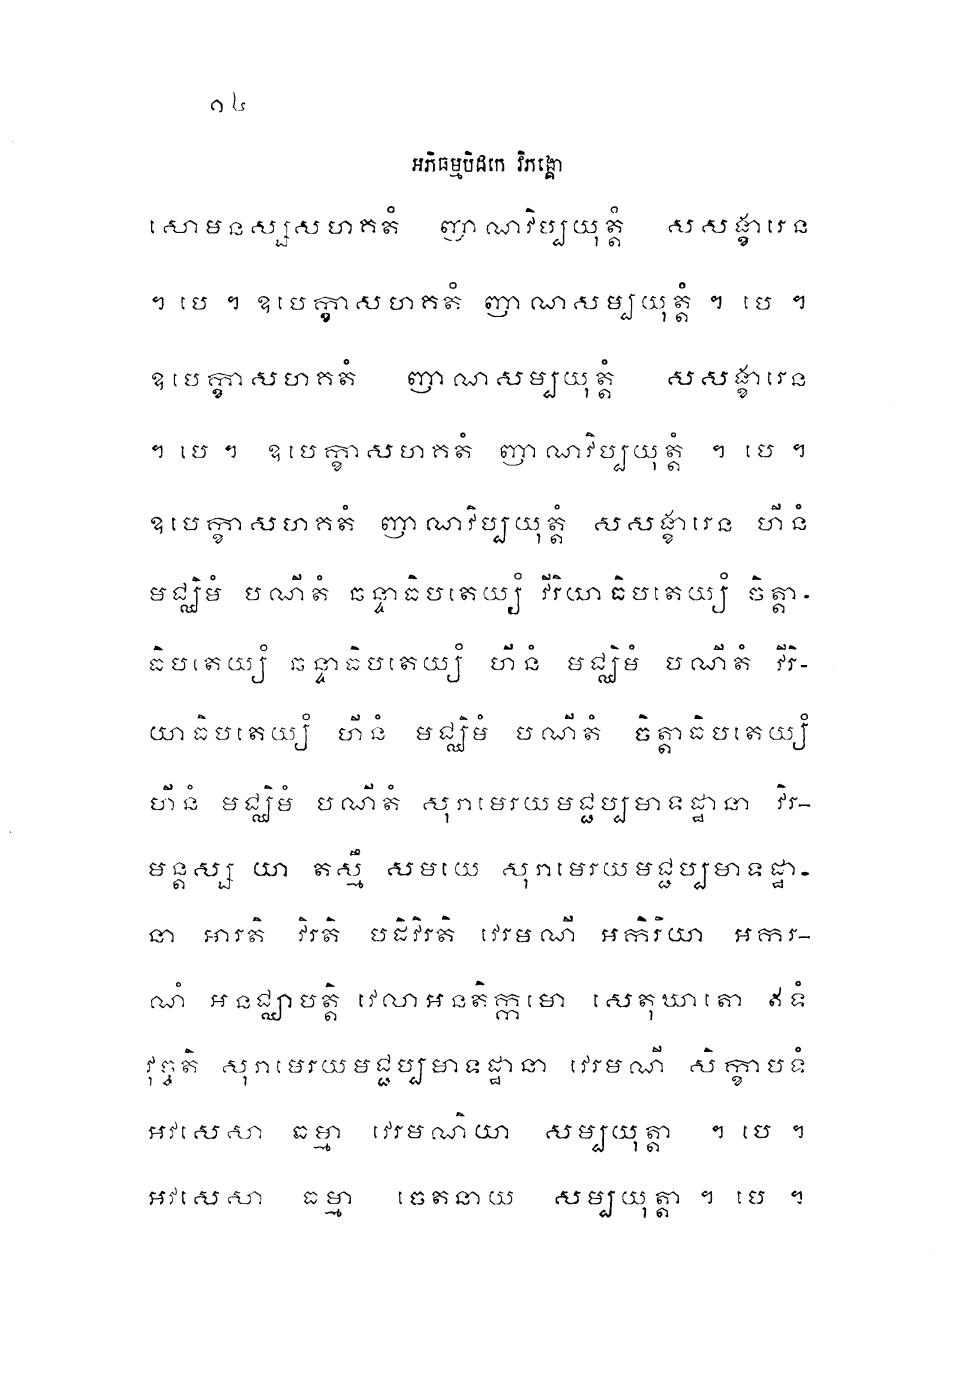 ១៤
អភិធម្មបិដកេ វិភង្គោ
សោមនស្សសហគតំ ញាណវិប្បយុត្តំ សសង្ខារេន
។ បេ ។ ឧបេក្ខាសហគតំ ញាណសម្បយុត្តំ ។ បេ ។
ឧបេក្ខាសហគតំ ញាណសម្បយុត្តំ សសង្ខារេន
។ បេ ។ ឧបេក្ខាសហគតំ ញាណវិប្បយុត្តំ ។ បេ ។
ឧបេក្ខាសហគតំ ញាណវិប្បយុត្តំ សសង្ខារេន ហីនំ
មជ្ឈិមំ បណីតំ ឆន្ទាធិបតេយ្យំ វីរិយាធិបតេយ្យំ ចិត្តា-
ធិបតេយ្យំ ឆន្ទាធិបតេយ្យំ ហីនំ មជ្ឈិមំ បណីតំ វីរិ-
យាធិបតេយ្យំ ហីនំ មជ្ឈិមំ បណីតំ ចិត្តាធិបតេយ្យំ
ហីនំ មជ្ឈិមំ បណីតំ សុរាមេរយមជ្ជប្បមាទដ្ឋានា វិរ-
មន្តស្ស យា តស្មឹ សមយេ សុរាមេរយមជ្ជប្បមាទដ្ឋា-
នា អារតិ វិរតិ បដិវិរតិ វេរមណី អកិរិយា អករ-
ណំ អនជ្ឈាបត្តិ វេលាអនតិក្កមោ សេតុឃាតោ ឥទំ
វុច្ចតិ សុរាមេរយមជ្ជប្បមាទដ្ឋានា វេរមណី សិក្ខាបទំ
អវសេសា ធម្មា វេរមណិយា សម្បយុត្តា ។ បេ ។
អវសេសា ធម្មា ចេតនាយ សម្បយុត្តា ។ បេ ។